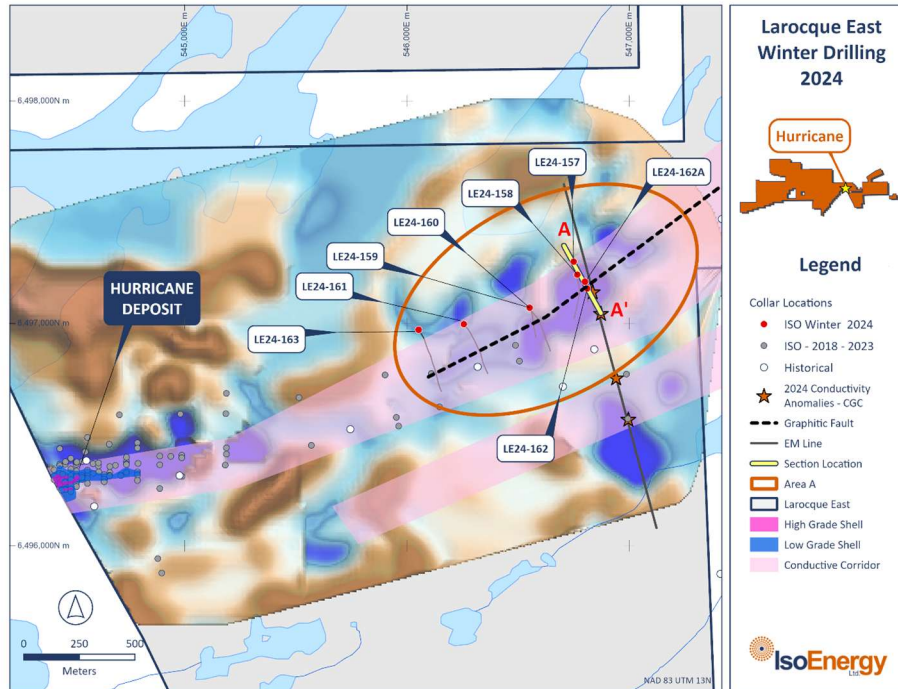 545,000E m
546,000E m
547,000E m
6,498,000N m
6,497,000N m
6,496,000N m
LE24-157
LE24-158
LE24-162A
LE24-160
LE24-159
LE24-161
LE24-163
LE24-162
A
A'
HURRICANE
DEPOSIT
0 250 500
Meters
NAD 83 UTM 13N
Larocque East
Winter Drilling
2024
Hurricane
Legend
Collar Locations
ISO Winter 2024
ISO - 2018 - 2023
Historical
2024 Conductivity
Anomalies - CGC
Graphitic Fault
EM Line
Section Location
Area A
Larocque East
High Grade Shell
Low Grade Shell
Conductive Corridor
IsoEnergy
Ltd.